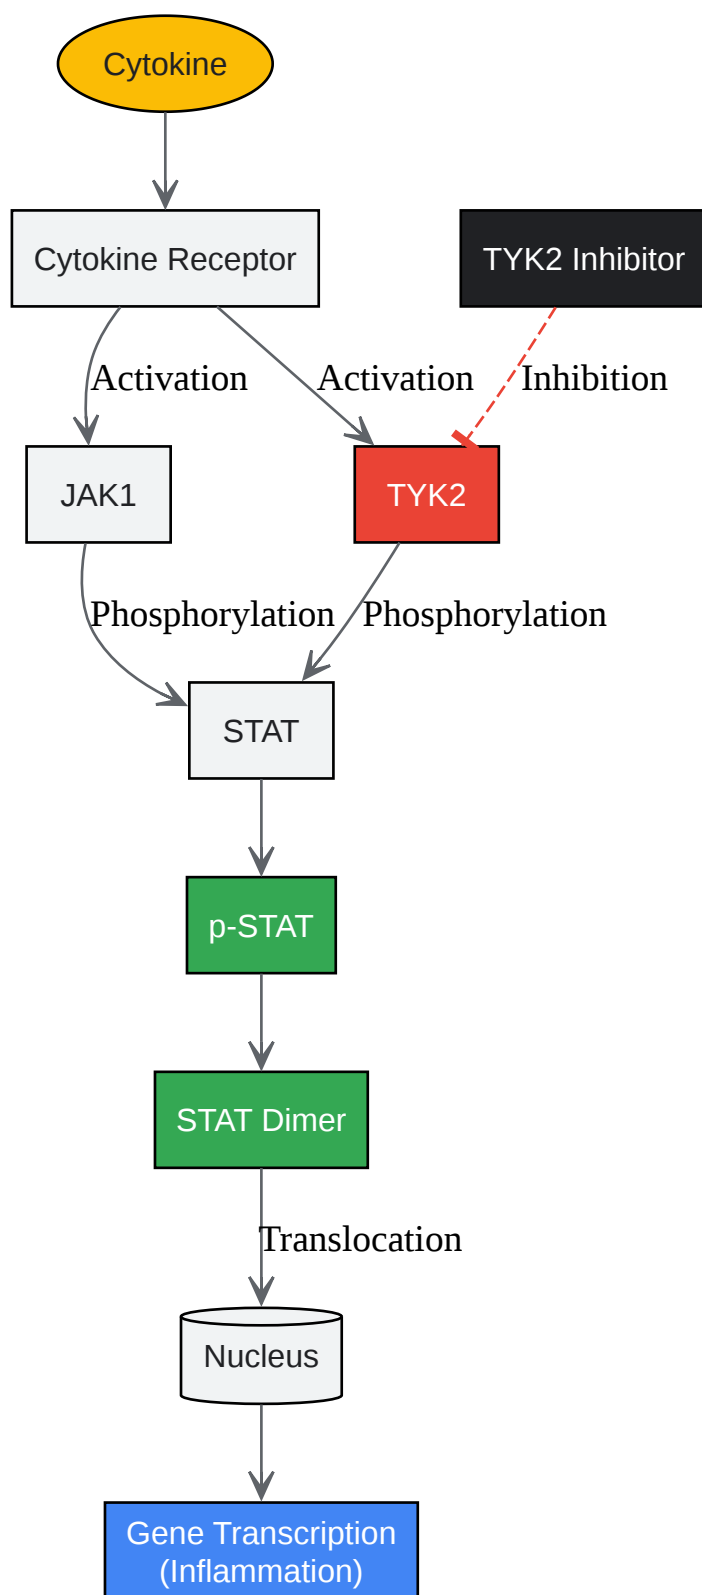 Cytokine
Cytokine Receptor
TYK2 Inhibitor
Activation
Activation
Inhibition
JAK1
TYK2
Phosphorylation
Phosphorylation
STAT
p-STAT
STAT Dimer
Translocation
Nucleus
Gene Transcription
(Inflammation)